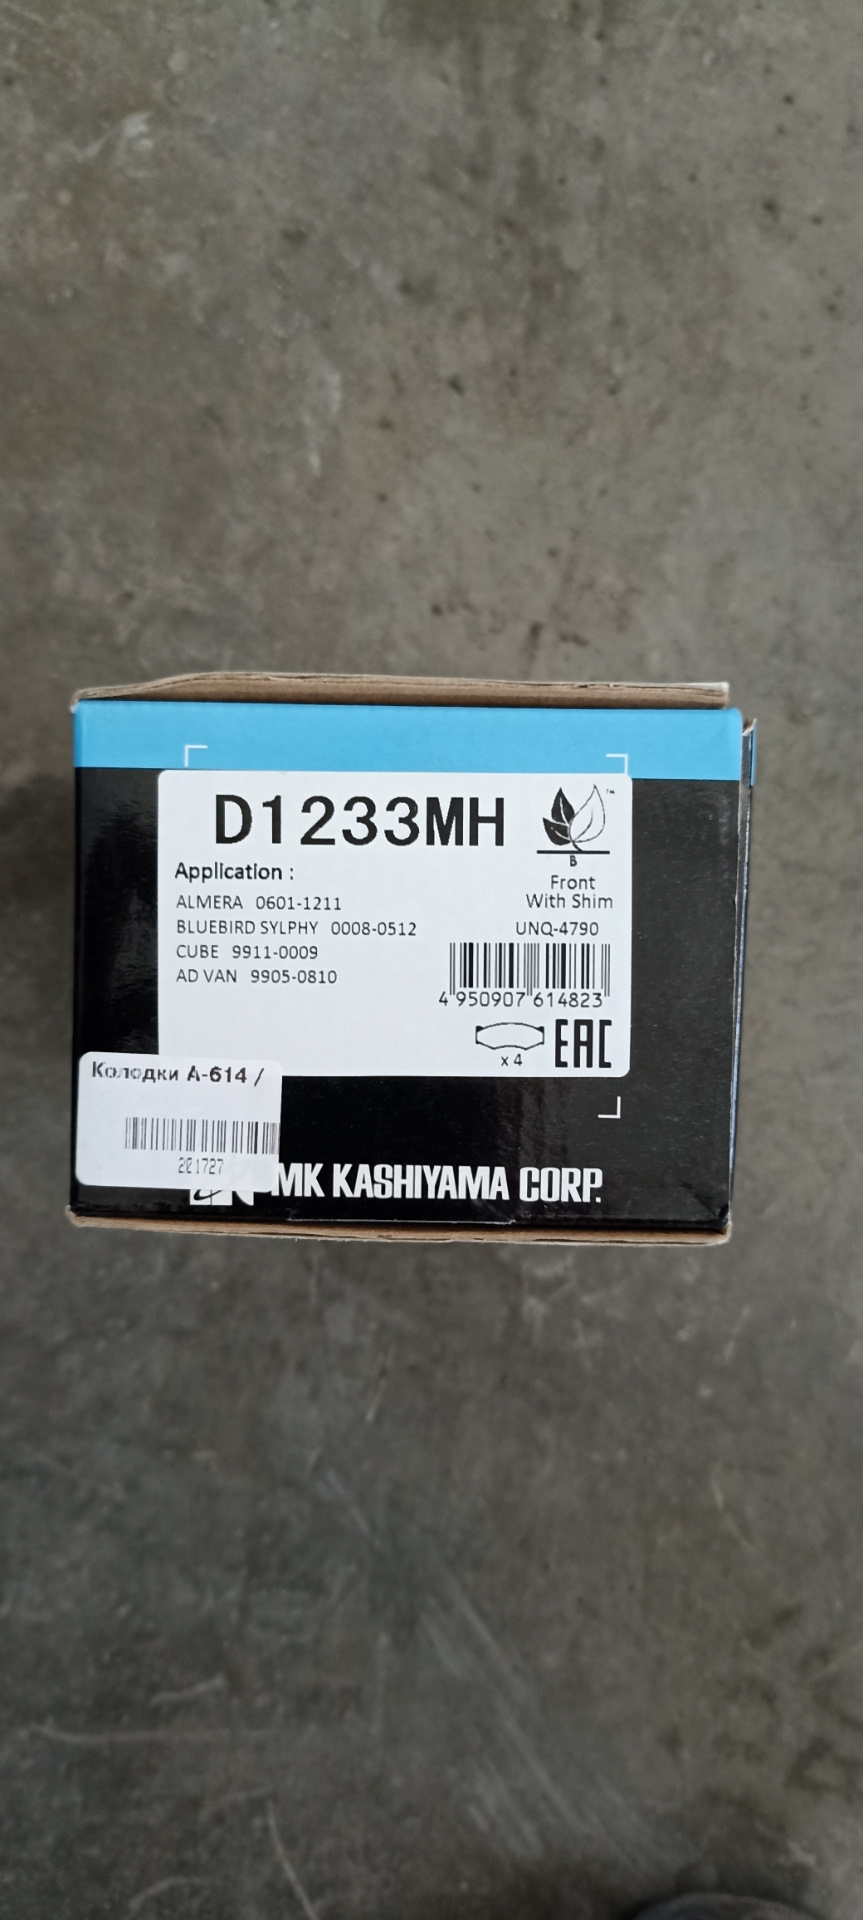 D1233MH
™
B
Application :
Front
With Shim
ALMERA 0601-1211
BLUEBIRD SYLPHY 0008-0512
UNQ-4790
CUBE 9911-0009
AD VAN 9905-0810
4 950907 614823
x 4
EAC
Колодки A-614 /
201727
MK KASHIYAMA CORP.